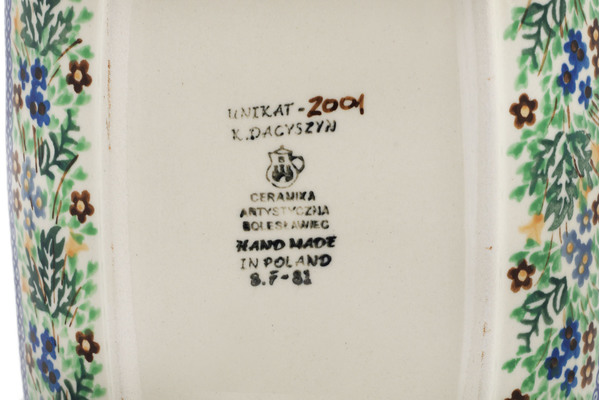 UNIKAT-2001
K.DACYSZYN
CERAMIKA
ARTYSTYCZNA
BOLESŁAWIEC
HAND MADE
IN POLAND
8.F-81